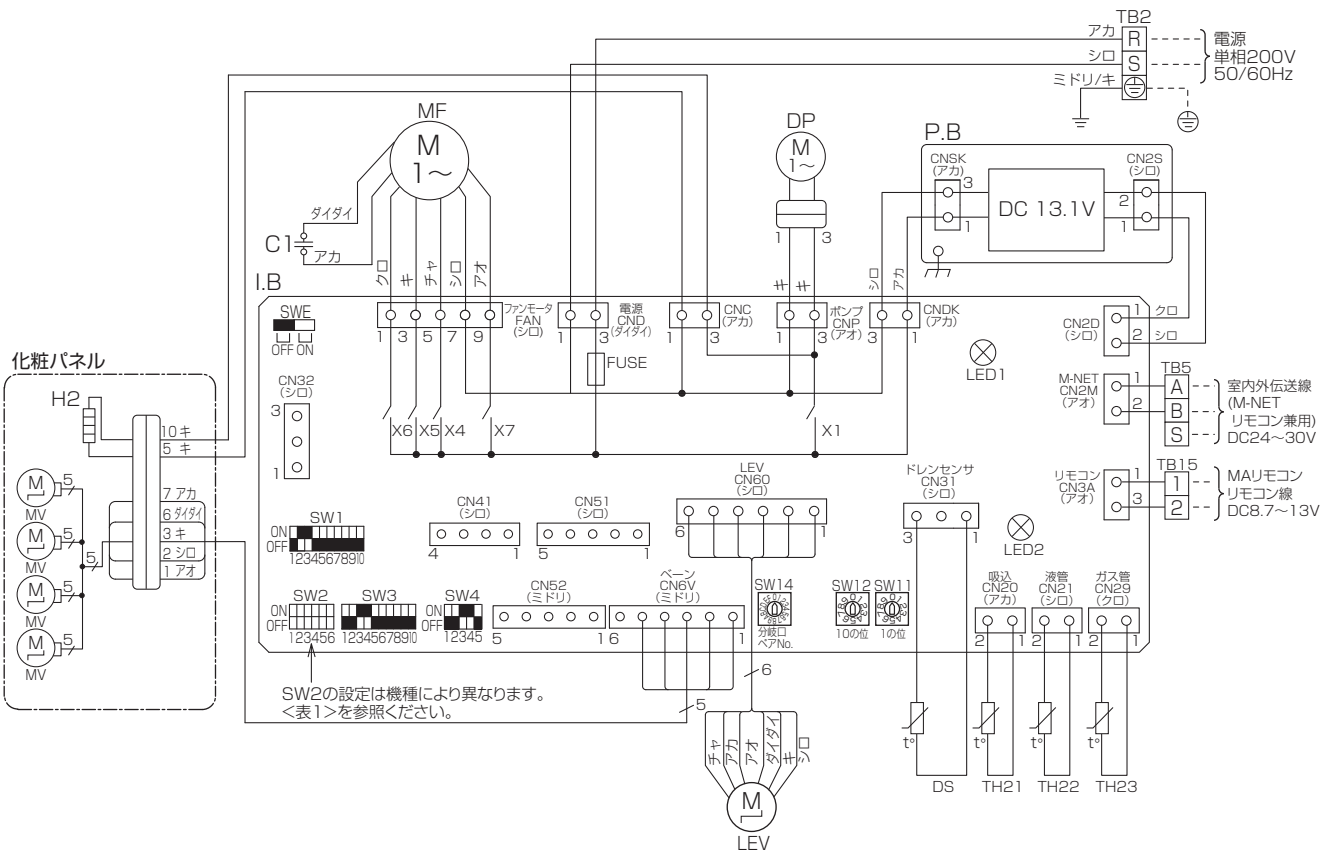 TB2
アカ
R
シロ
S
ミドリ/キ
電源
単相200V
50/60Hz
MF
M
1～
ダイダイ
C1
アカ
クロ
キ
チャ
シロ
アオ
DP
M
1～
1
3
キ
キ
P.B
CNSK
(アカ)
3
1
DC 13.1V
CN2S
(シロ)
2
1
シロ
アカ
I.B
SWE
OFF ON
1
3
5
7
9
ファンモータ
FAN
(シロ)
1
3
電源
CND
(ダイダイ)
FUSE
1
3
CNC
(アカ)
1
3
ポンプ
CNP
(アオ)
3
1
CNDK
(アカ)
LED1
CN2D
(シロ)
1
クロ
2
シロ
M-NET
CN2M
(アオ)
1
2
TB5
A
B
S
室内外伝送線
(M-NET
リモコン兼用)
DC24～30V
リモコン
CN3A
(アオ)
1
3
TB15
1
2
MAリモコン
リモコン線
DC8.7～13V
化粧パネル
H2
10 キ
5 キ
7 アカ
6 ダイダイ
3 キ
2 シロ
1 アオ
5
MV
5
MV
5
MV
5
MV
5
CN32
(シロ)
3
1
X6
X5
X4
X7
X1
LEV
CN60
(シロ)
6
1
ドレンセンサ
CN31
(シロ)
3
1
LED2
CN41
(シロ)
4
1
CN51
(シロ)
5
1
SW1
ON
OFF
12345678910
SW2
ON
OFF
123456
SW3
12345678910
SW4
ON
OFF
12345
CN52
(ミドリ)
5
1
ベーン
CN6V
(ミドリ)
6
1
SW14
分岐口
ペアNo.
SW12
10の位
SW11
1の位
吸込
CN20
(アカ)
2
1
液管
CN21
(シロ)
2
1
ガス管
CN29
(クロ)
2
1
SW2の設定は機種により異なります。
<表1>を参照ください。
5
6
チャ
アカ
アオ
ダイダイ
キ
シロ
M
LEV
t°
DS
t°
TH21
t°
TH22
t°
TH23